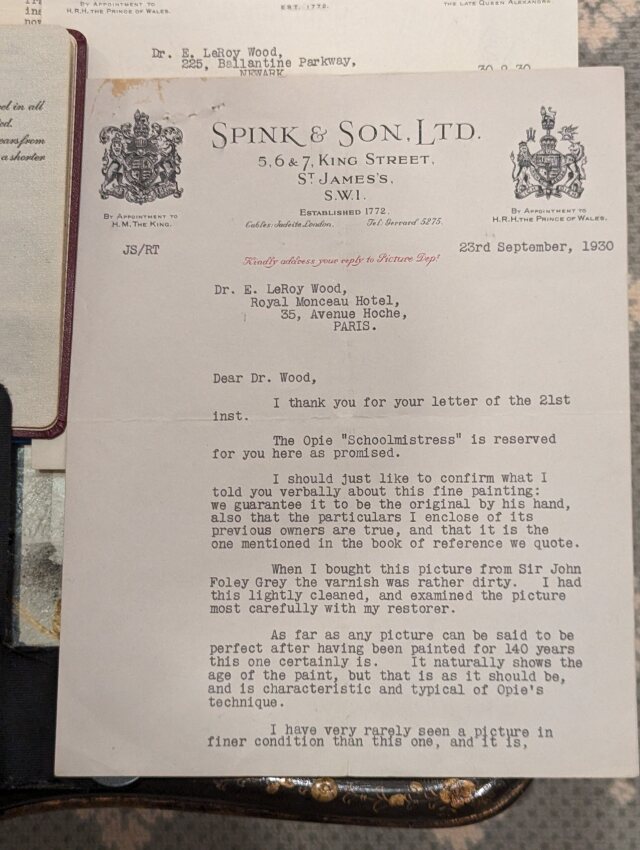 BY APPOINTMENT TO
H.R.H. THE PRINCE OF WALES.
EST. 1772.
THE LATE QUEEN ALEXANDRA.
Dr. E. LeRoy Wood,
225, Ballantine Parkway,
NEWARK
in all
ears from
a shorter
SPINK & SON, LTD.
5, 6 & 7, KING STREET,
ST JAMES'S,
S.W.1.
ESTABLISHED 1772.
Cables: Jadeite, London. Tel: Gerrard 5275.
BY APPOINTMENT TO
H.M. THE KING.
BY APPOINTMENT TO
H.R.H. THE PRINCE OF WALES.
JS/RT
23rd September, 1930
Kindly address your reply to Picture Dept
Dr. E. LeRoy Wood,
Royal Monceau Hotel,
35, Avenue Hoche,
PARIS.
Dear Dr. Wood,
I thank you for your letter of the 21st
inst.
The Opie "Schoolmistress" is reserved
for you here as promised.
I should just like to confirm what I
told you verbally about this fine painting:
we guarantee it to be the original by his hand,
also that the particulars I enclose of its
previous owners are true, and that it is the
one mentioned in the book of reference we quote.
When I bought this picture from Sir John
Foley Grey the varnish was rather dirty. I had
this lightly cleaned, and examined the picture
most carefully with my restorer.
As far as any picture can be said to be
perfect after having been painted for 140 years
this one certainly is. It naturally shows the
age of the paint, but that is as it should be,
and is characteristic and typical of Opie's
technique.
I have very rarely seen a picture in
finer condition than this one, and it is,